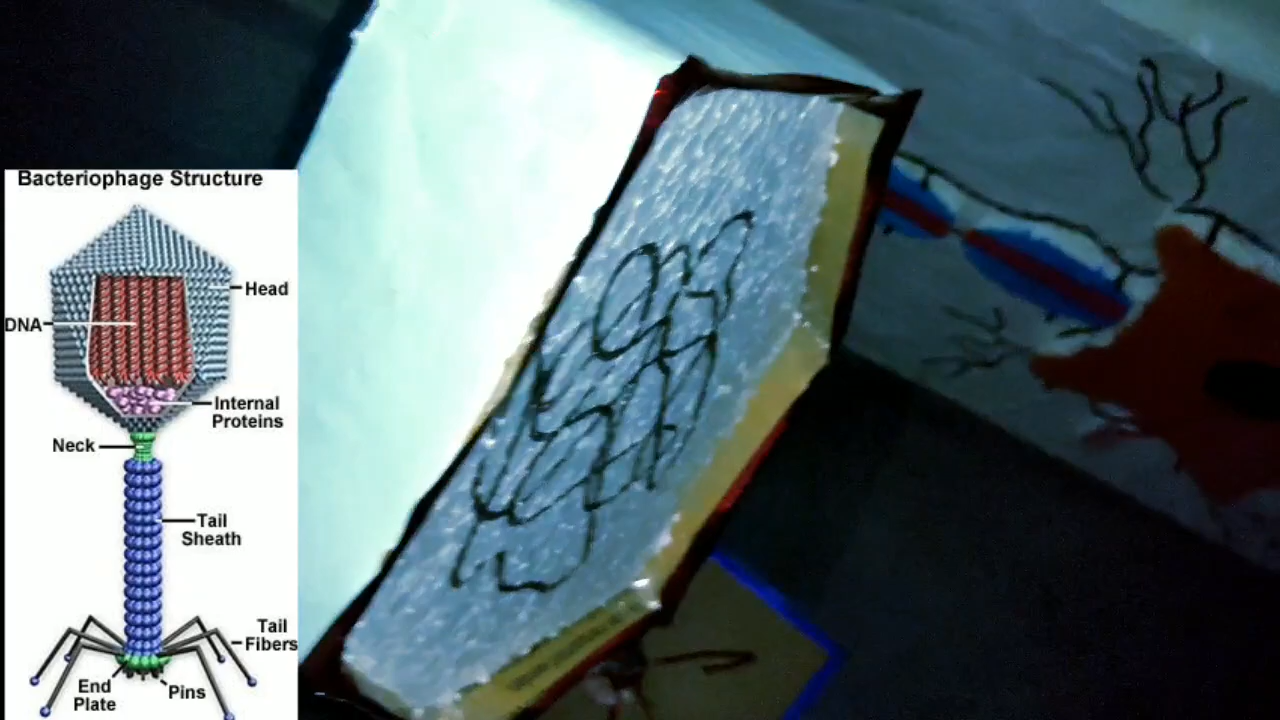 Bacteriophage Structure
Head
DNA
Internal
Proteins
Neck
Tail
Sheath
Tail
Fibers
End
Plate
Pins